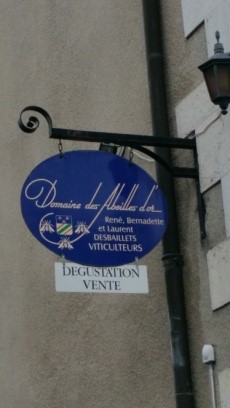 Domaine des Abeilles d'or
René, Bernadette
et Laurent
DESBAILLETS
VITICULTEURS
DEGUSTATION
VENTE